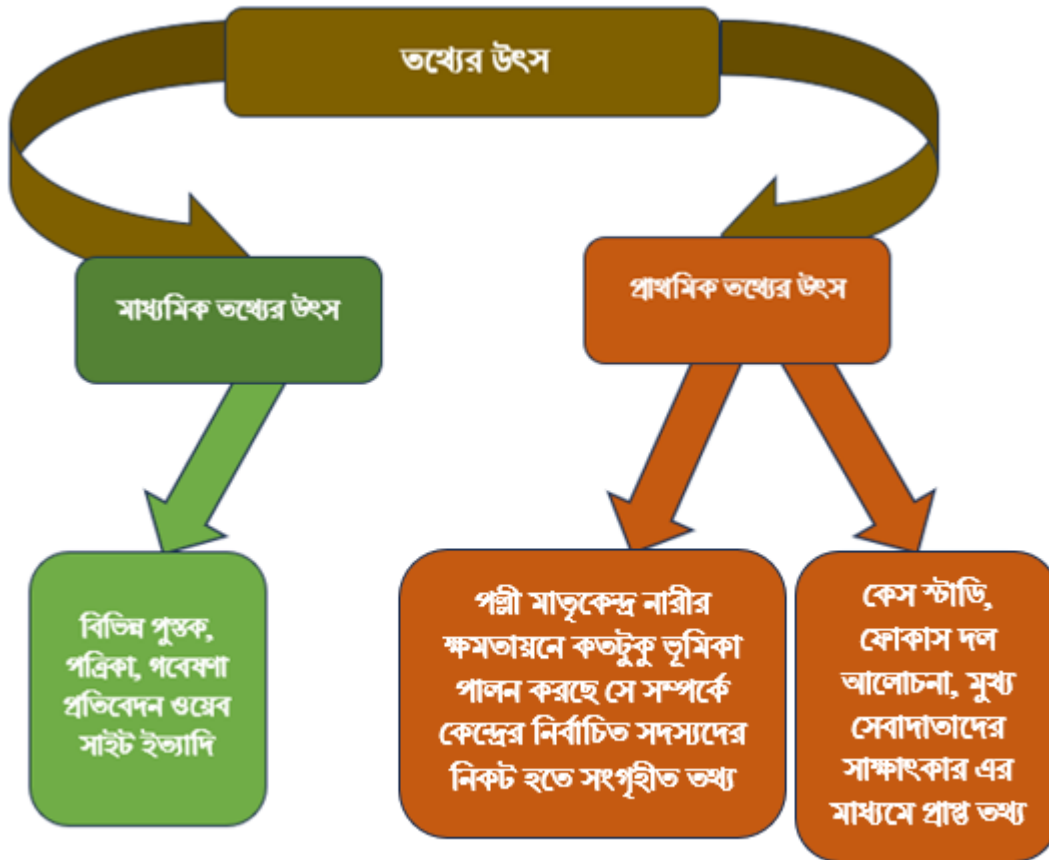 তথ্যের উৎস
মাধ্যমিক তথ্যের উৎস
প্রাথমিক তথ্যের উৎস
বিভিন্ন পুস্তক,
পত্রিকা, গবেষণা
প্রতিবেদন ওয়েব
সাইট ইত্যাদি
পল্লী মাতৃকেন্দ্র নারীর
ক্ষমতায়নে কতটুকু ভূমিকা
পালন করছে সে সম্পর্কে
কেন্দ্রের নির্বাচিত সদস্যদের
নিকট হতে সংগৃহীত তথ্য
কেস স্টাডি,
ফোকাস দল
আলোচনা, মুখ্য
সেবাদাতাদের
সাক্ষাৎকার এর
মাধ্যমে প্রাপ্ত তথ্য